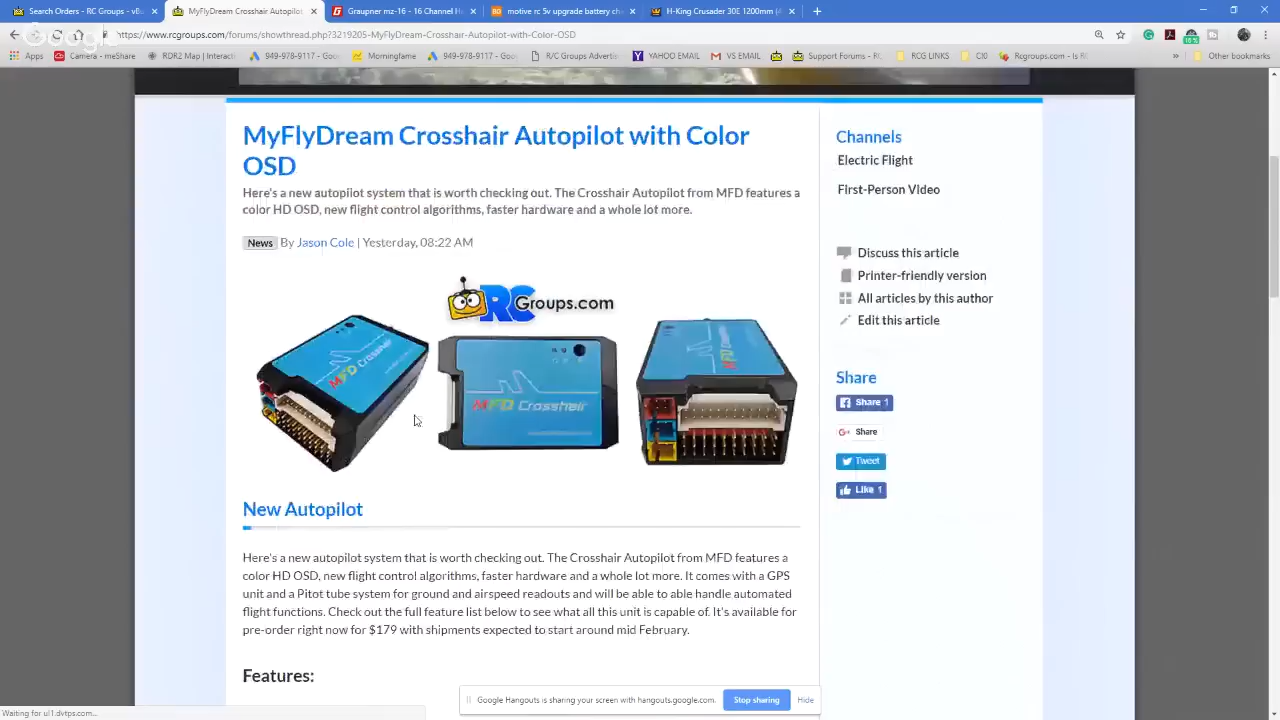 Search Orders - RC Groups - vBu
MyFlyDream Crosshair Autopilot
Graupner mz-16 - 16 Channel H
motive rc 5v upgrade battery ch
H-King Crusader 30E 1200mm (4
Google
https://www.rcgroups.com/forums/showthread.php?3219205-MyFlyDream-Crosshair-Autopilot-with-Color-OSD
Apps
Camera - meShare
RDR2 Map | Interact
949-978-9117 - Goo
Morningfame
949-978-9117 - Goo
R/C Groups Advertis
YAHOO EMAIL
VS EMAIL
Support Forums - RC
RCG LINKS
CJ0
Rcgroups.com - Is RC
»
Other bookmarks
MyFlyDream Crosshair Autopilot with Color
OSD
Here's a new autopilot system that is worth checking out. The Crosshair Autopilot from MFD features a
color HD OSD, new flight control algorithms, faster hardware and a whole lot more.
News By Jason Cole | Yesterday, 08:22 AM
RCGroups.com
MFD Crosshair
MFD Crosshair
MFD Crosshair
New Autopilot
Here's a new autopilot system that is worth checking out. The Crosshair Autopilot from MFD features a
color HD OSD, new flight control algorithms, faster hardware and a whole lot more. It comes with a GPS
unit and a Pitot tube system for ground and airspeed readouts and will be able to able handle automated
flight functions. Check out the full feature list below to see what all this unit is capable of. It's available for
pre-order right now for $179 with shipments expected to start around mid February.
Features:
Channels
Electric Flight
First-Person Video
Discuss this article
Printer-friendly version
All articles by this author
Edit this article
Share
Share 1
G+ Share
Tweet
Like 1
Google Hangouts is sharing your screen with hangouts.google.com.
Stop sharing
Hide
Waiting for ul1.dvtps.com...